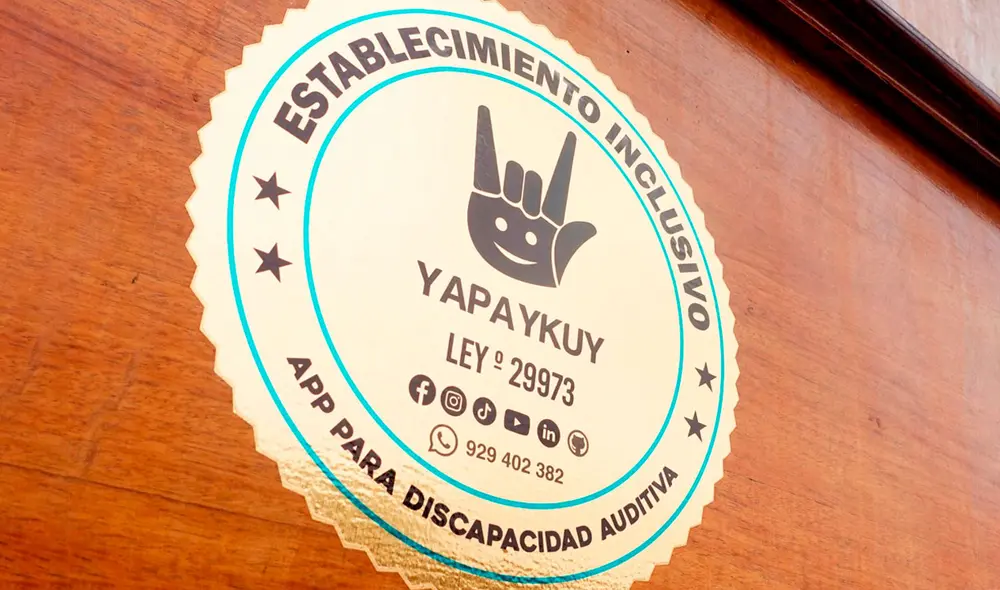 ESTABLECIMIENTO INCLUSIVO
YAPAYKUY
LEY º 29973
929 402 382
APP PARA DISCAPACIDAD AUDITIVA